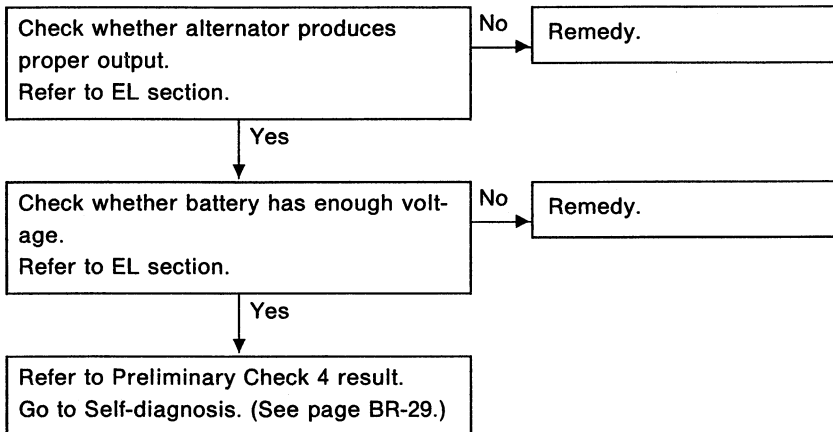 Check whether alternator produces
proper output.
Refer to EL section.
No
Remedy.
Yes
Check whether battery has enough volt-
age.
Refer to EL section.
No
Remedy.
Yes
Refer to Preliminary Check 4 result.
Go to Self-diagnosis. (See page BR-29.)